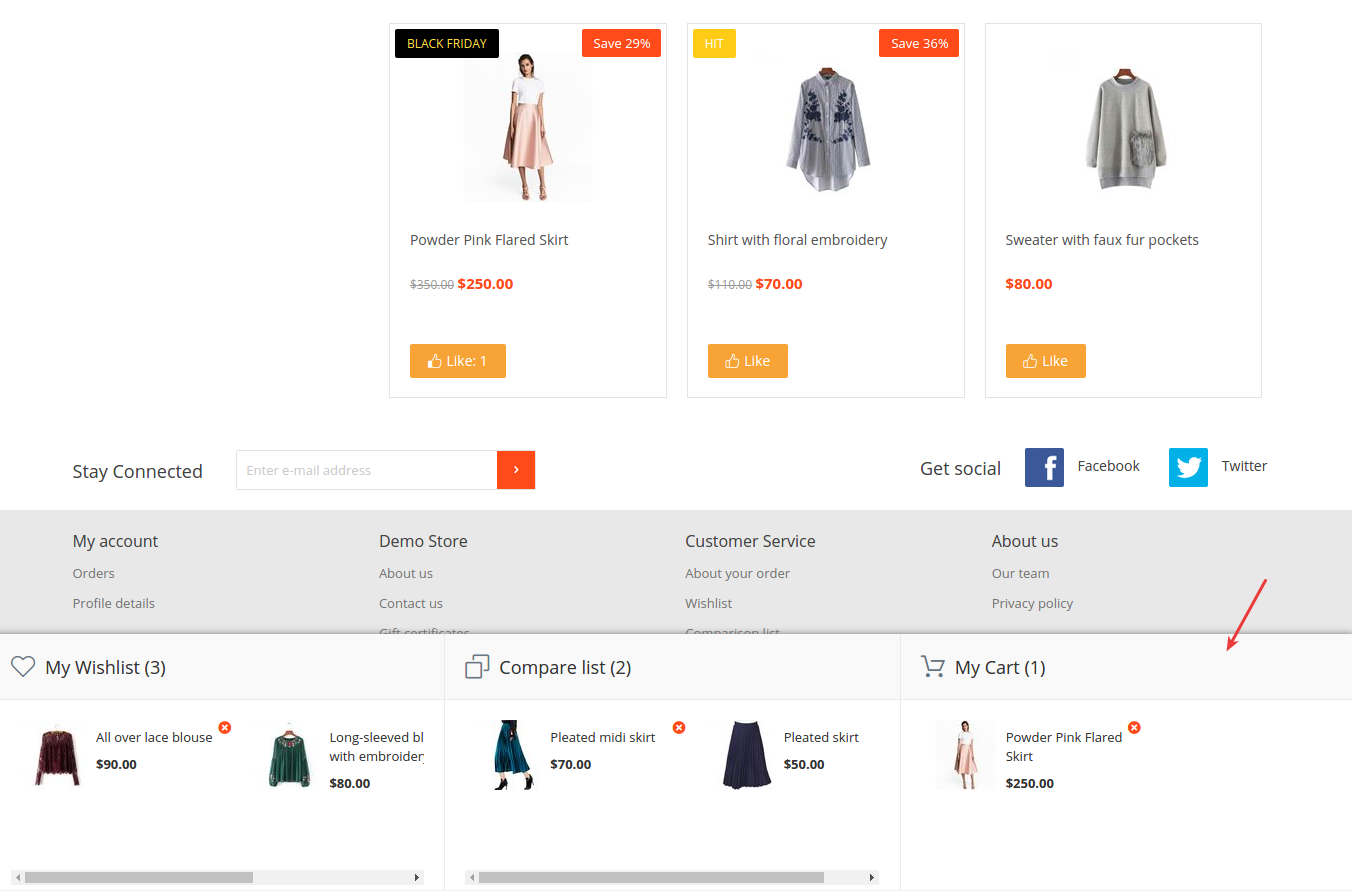 BLACK FRIDAY
Save 29%
HIT
Save 36%
Powder Pink Flared Skirt
Shirt with floral embroidery
Sweater with faux fur pockets
$350.00 $250.00
$110.00 $70.00
$80.00
Like: 1
Like
Like
Stay Connected
Enter e-mail address
Get social
Facebook
Twitter
My account
Demo Store
Customer Service
About us
Orders
About us
About your order
Our team
Profile details
Contact us
Wishlist
Privacy policy
Gift certificates
Comparison list
My Wishlist (3)
Compare list (2)
My Cart (1)
All over lace blouse
$90.00
Long-sleeved bl
with embroider
$80.00
Pleated midi skirt
$70.00
Pleated skirt
$50.00
Powder Pink Flared
Skirt
$250.00